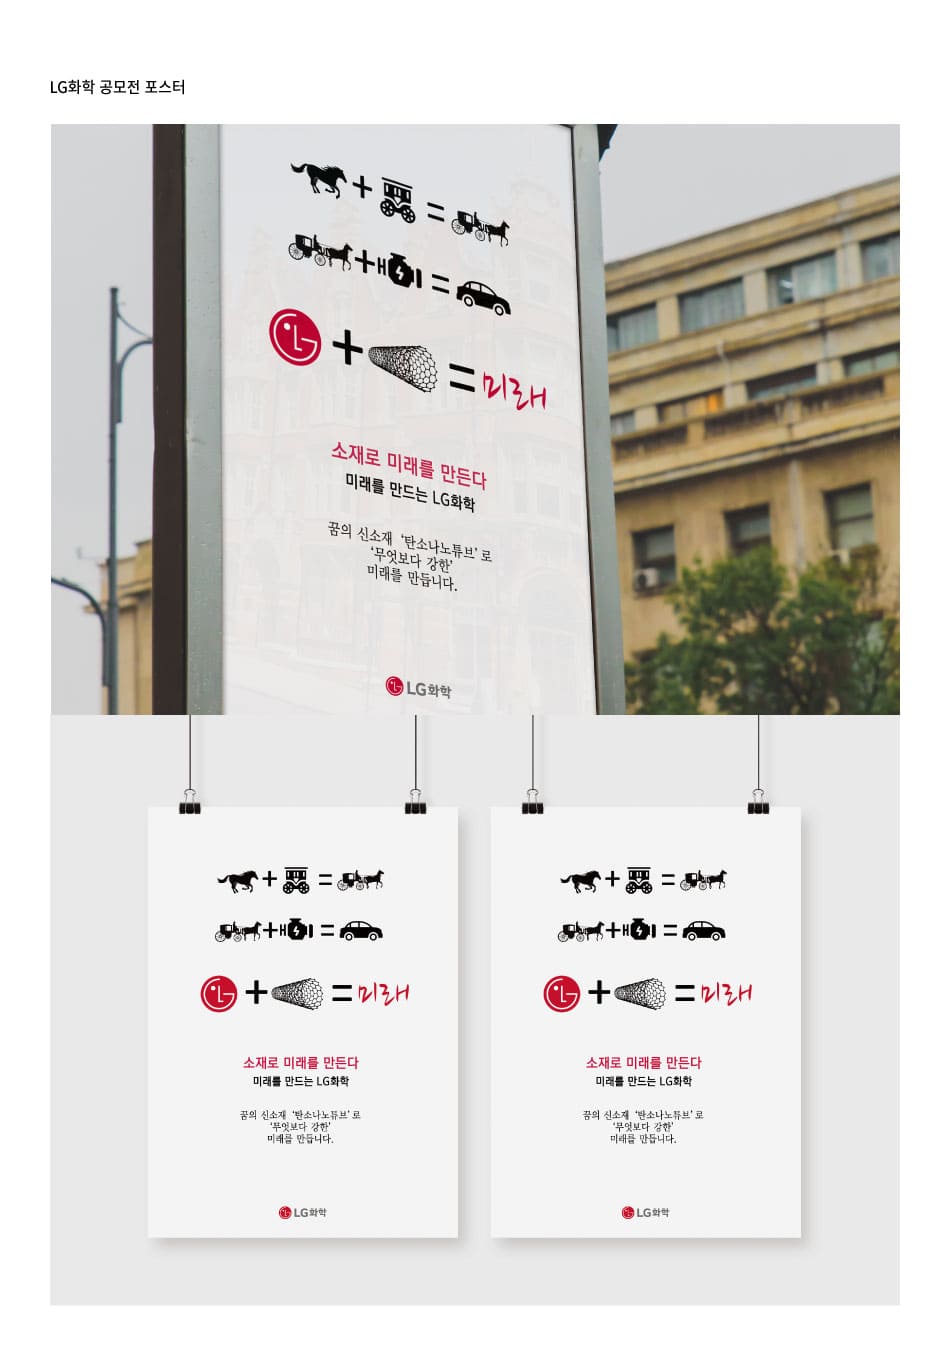 LG화학 공모전 포스터
+ =
+ =
LG + = 미래
소재로 미래를 만든다
미래를 만드는 LG화학
꿈의 신소재 ‘탄소나노튜브’ 로
‘무엇보다 강한’
미래를 만듭니다.
LG화학
+ =
+ =
LG + = 미래
소재로 미래를 만든다
미래를 만드는 LG화학
꿈의 신소재 ‘탄소나노튜브’ 로
‘무엇보다 강한’
미래를 만듭니다.
LG화학
+ =
+ =
LG + = 미래
소재로 미래를 만든다
미래를 만드는 LG화학
꿈의 신소재 ‘탄소나노튜브’ 로
‘무엇보다 강한’
미래를 만듭니다.
LG화학